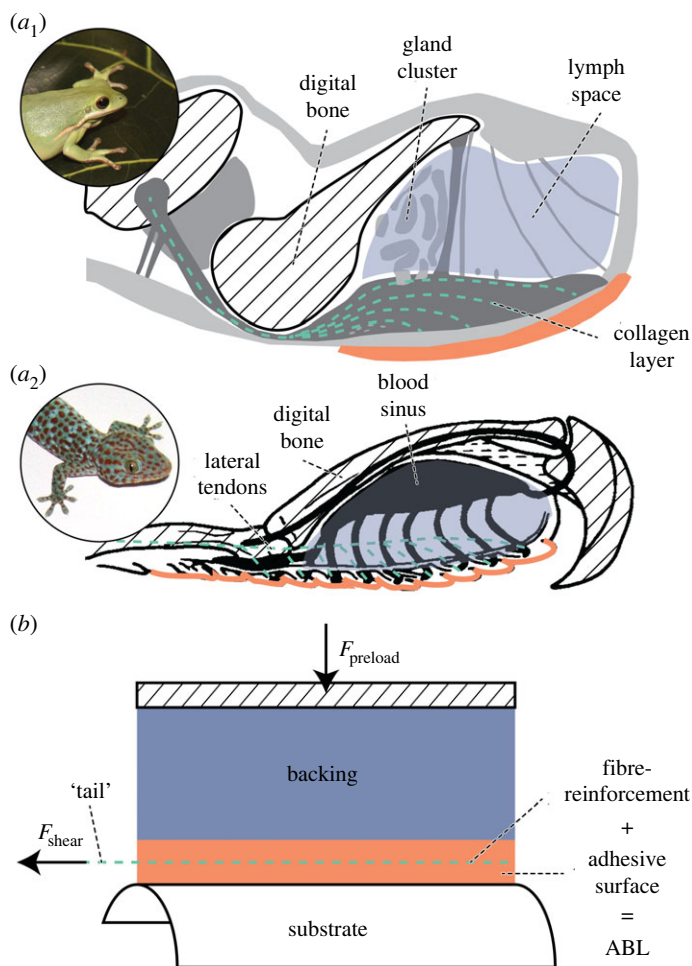 (a1)
gland
cluster
lymph
space
digital
bone
collagen
layer
(a2)
blood
sinus
digital
bone
lateral
tendons
(b)
Fpreload
backing
fibre-
reinforcement
'tail'
+
Fshear
adhesive
surface
substrate
=
ABL